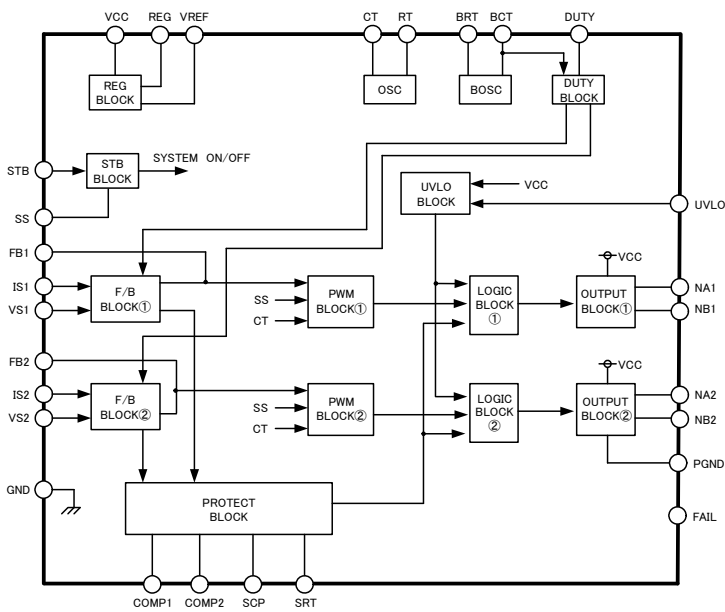 VCC REG VREF CT RT BRT BCT DUTY
REG
BLOCK
OSC
BOSC
DUTY
BLOCK
STB
STB
BLOCK
SYSTEM ON/OFF
SS
UVLO
BLOCK
VCC
UVLO
FB1
IS1
VS1
F/B
BLOCK①
SS
CT
PWM
BLOCK①
LOGIC
BLOCK
①
VCC
OUTPUT
BLOCK①
NA1
NB1
FB2
IS2
VS2
F/B
BLOCK②
SS
CT
PWM
BLOCK②
LOGIC
BLOCK
②
VCC
OUTPUT
BLOCK②
NA2
NB2
PGND
GND
PROTECT
BLOCK
FAIL
COMP1 COMP2 SCP SRT